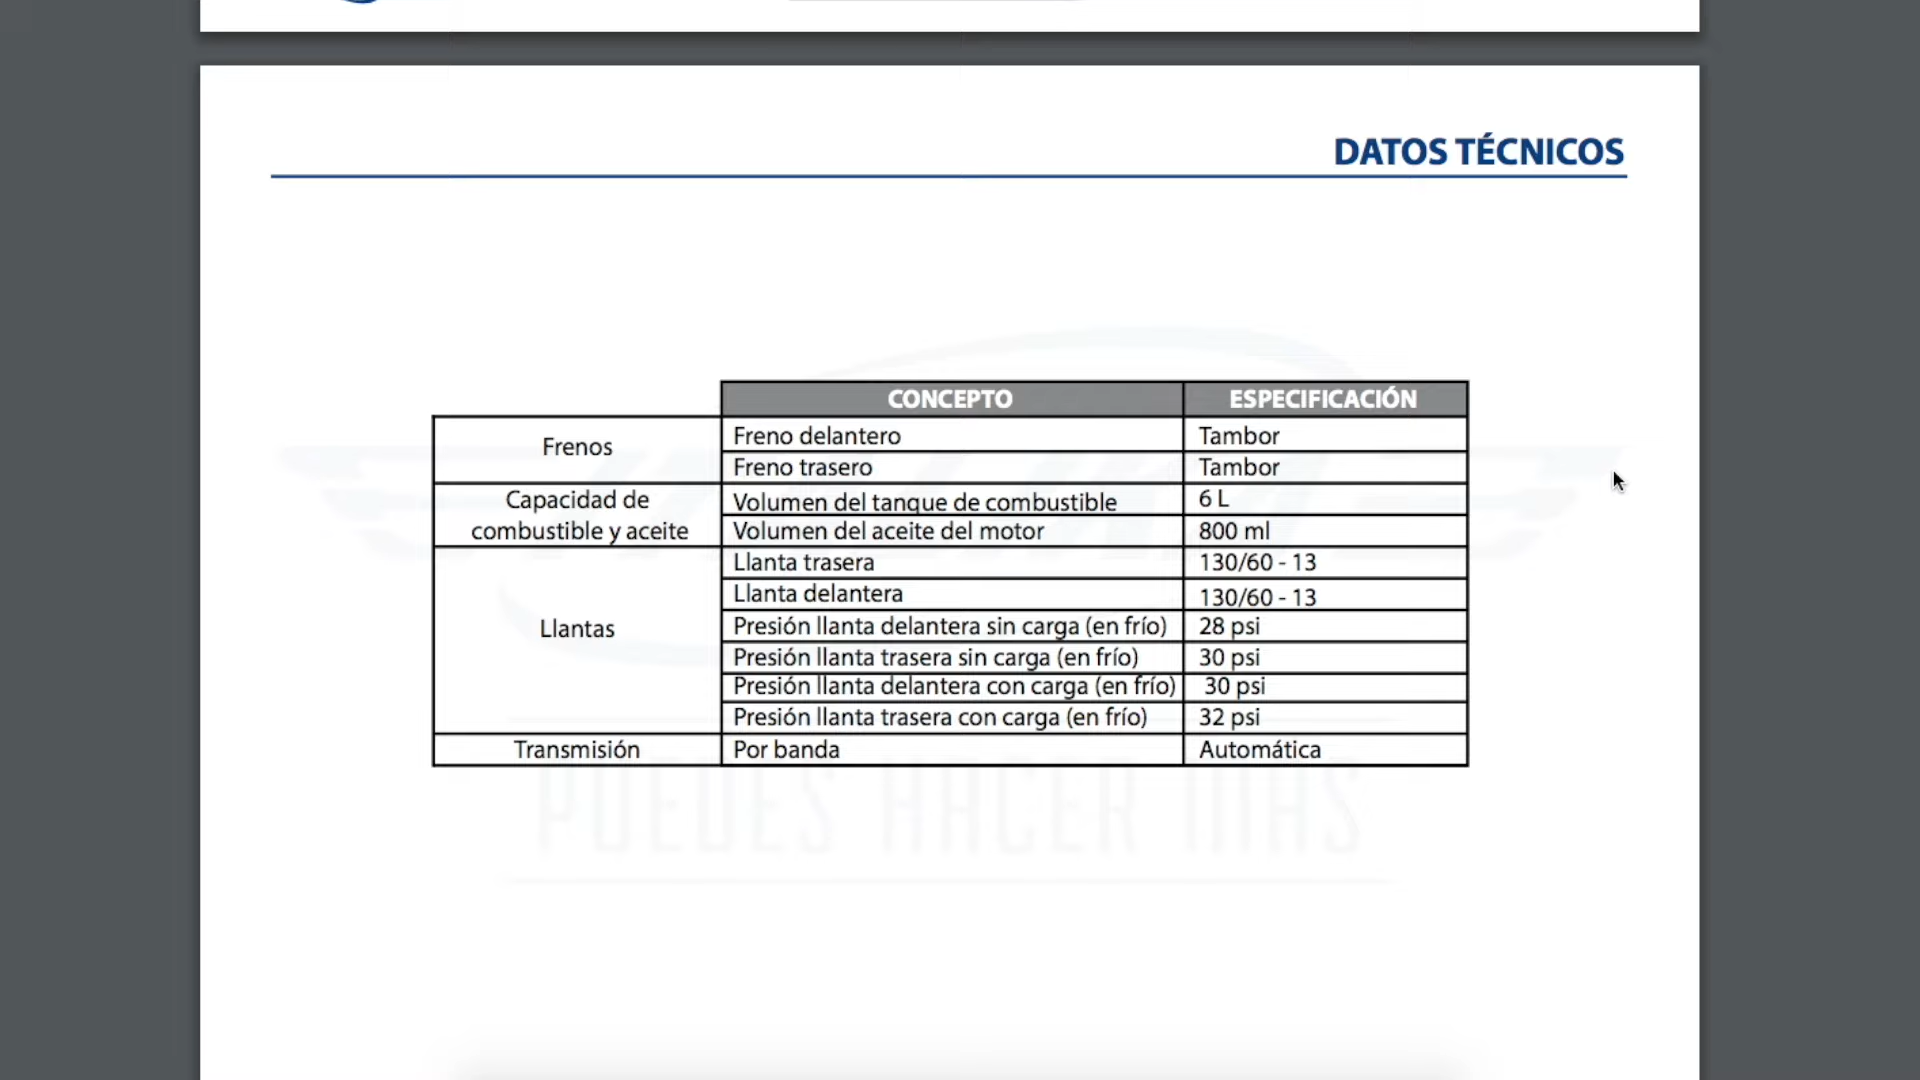 DATOS TÉCNICOS
CONCEPTO ESPECIFICACIÓN
Frenos
Freno delantero Tambor
Freno trasero Tambor
Capacidad de
combustible y aceite
Volumen del tanque de combustible 6 L
Volumen del aceite del motor 800 ml
Llantas
Llanta trasera 130/60 - 13
Llanta delantera 130/60 - 13
Presión llanta delantera sin carga (en frío) 28 psi
Presión llanta trasera sin carga (en frío) 30 psi
Presión llanta delantera con carga (en frío) 30 psi
Presión llanta trasera con carga (en frío) 32 psi
Transmisión Por banda Automática
PUEDES HACER MÁS